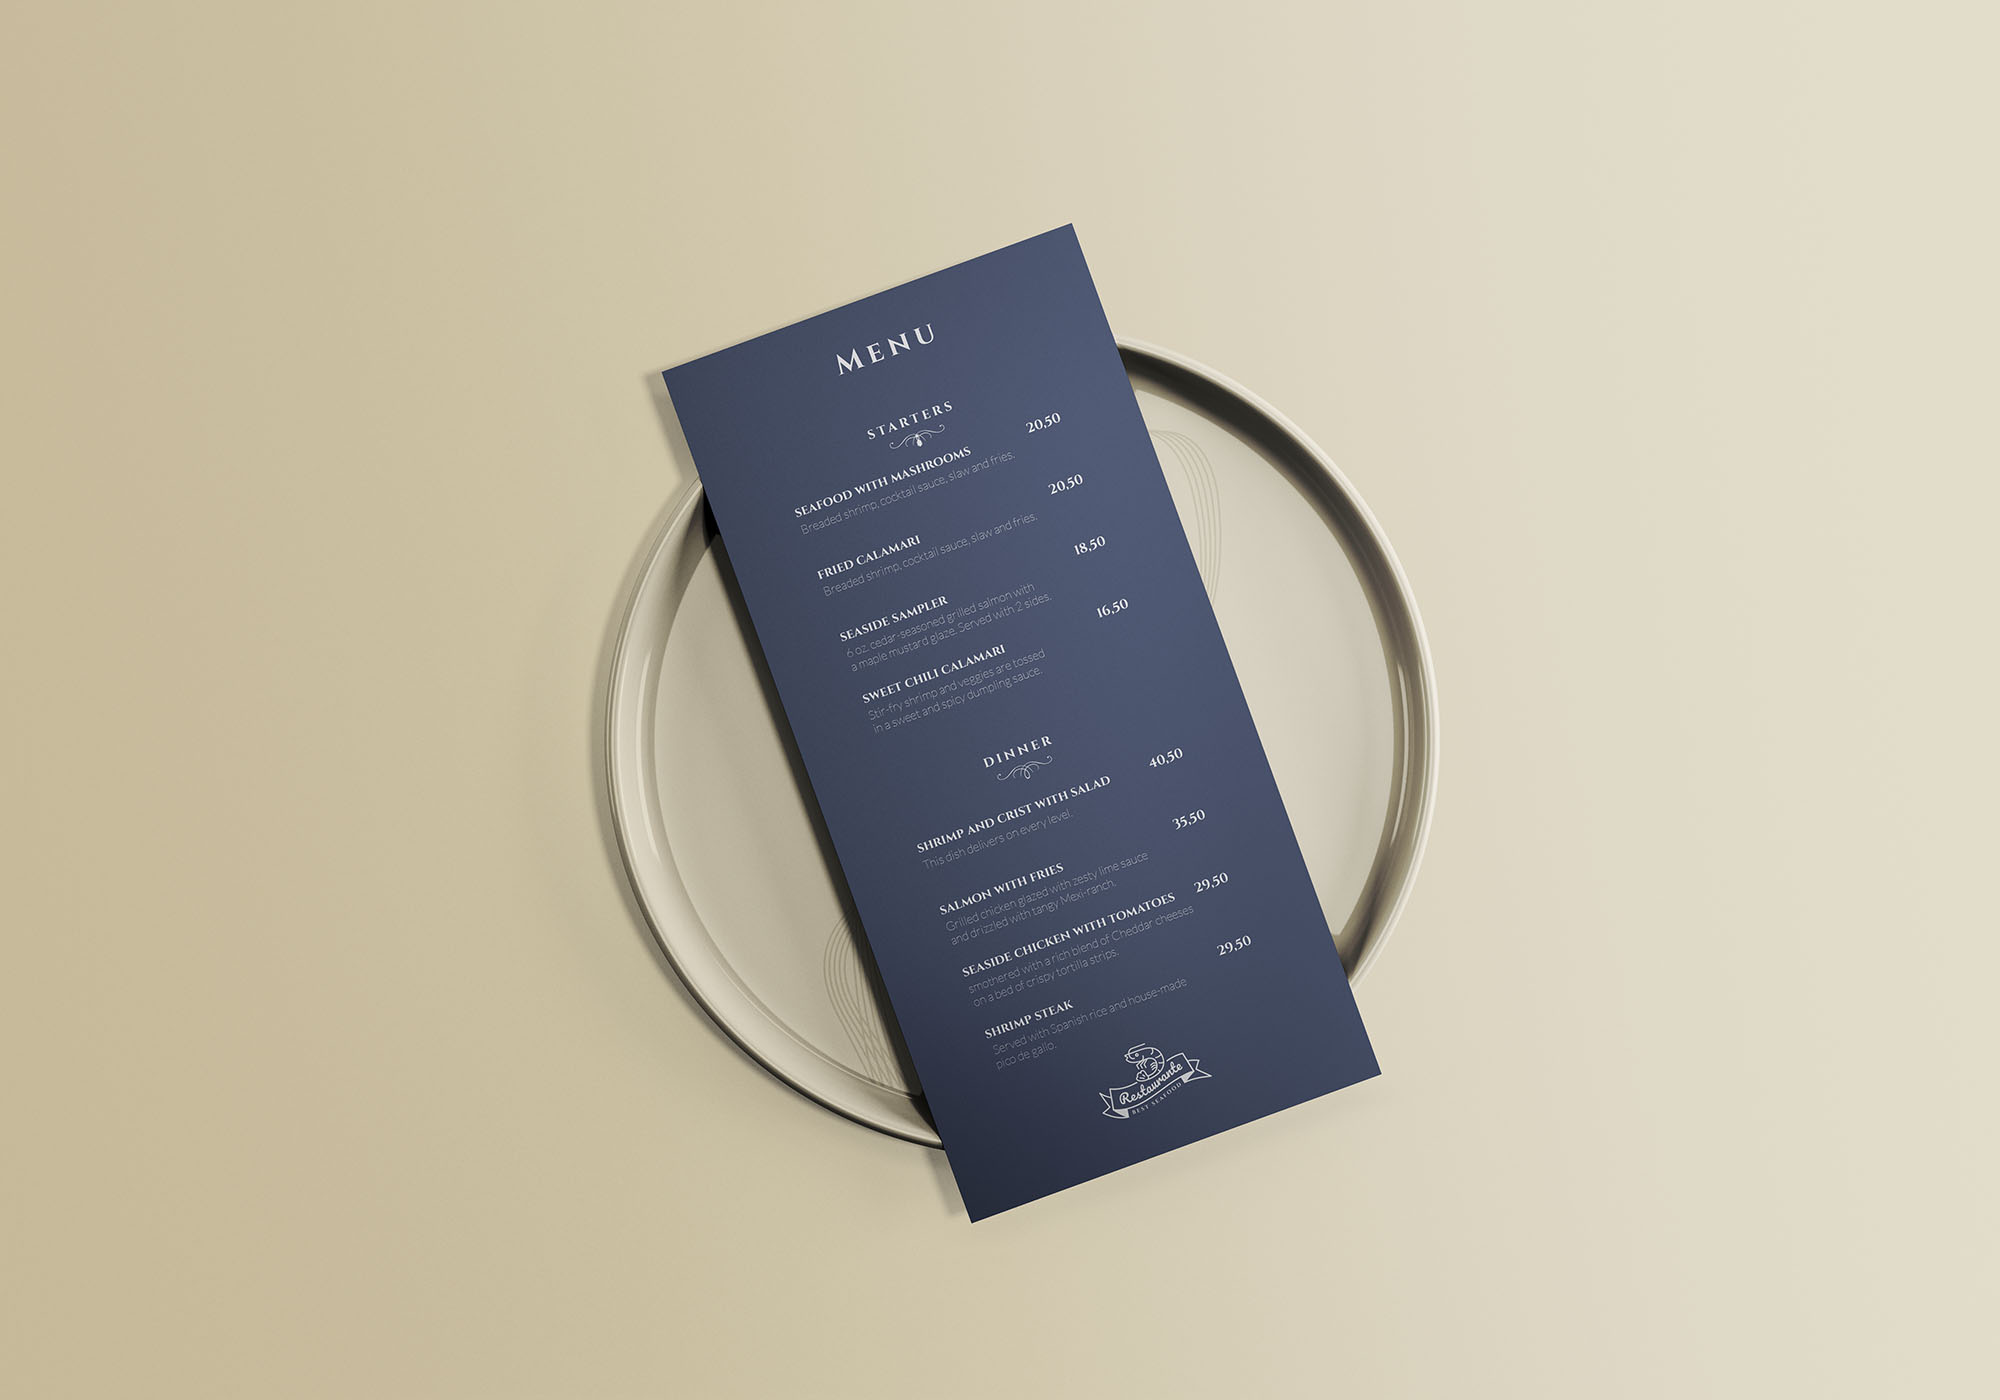 MENU
STARTERS
SEAFOOD WITH MASHROOMS 20,50
Breaded shrimp, cocktail sauce, slaw and fries.
FRIED CALAMARI 20,50
Breaded shrimp, cocktail sauce, slaw and fries.
SEASIDE SAMPLER 18,50
6 oz. cedar-seasoned grilled salmon with
a maple mustard glaze. Served with 2 sides.
SWEET CHILI CALAMARI 16,50
Stir-fry shrimp and veggies are tossed
in a sweet and spicy dumpling sauce.
DINNER
SHRIMP AND CRIST WITH SALAD 40,50
This dish delivers on every level.
SALMON WITH FRIES 35,50
Grilled chicken glazed with zesty lime sauce
and drizzled with tangy Mexi-ranch.
SEASIDE CHICKEN WITH TOMATOES 29,50
smothered with a rich blend of Cheddar cheeses
on a bed of crispy tortilla strips.
SHRIMP STEAK 29,50
Served with Spanish rice and house-made
pico de gallo.
Restaurante
BEST SEAFOOD